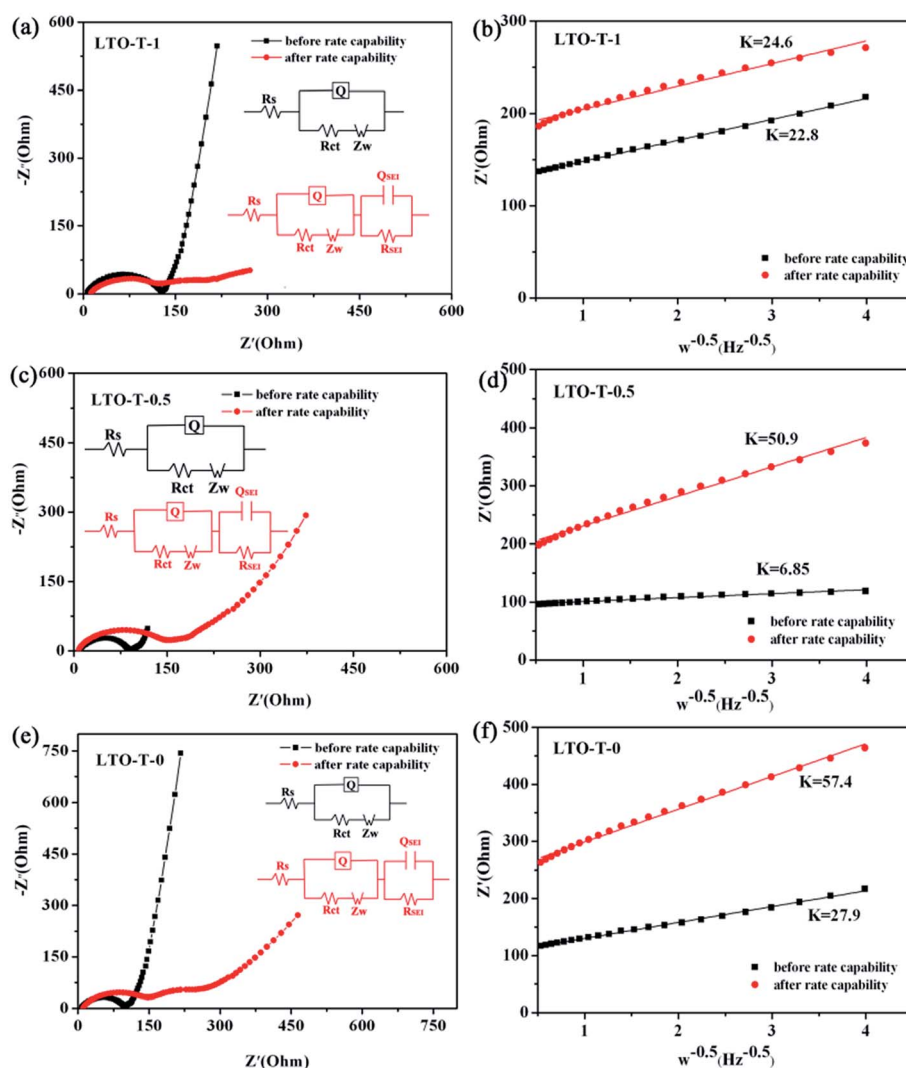 (a)
LTO-T-1
before rate capability
after rate capability
Rs
Q
Rct Zw
Rs
Q
Rct Zw
QSEI
RSEI
-Z''(Ohm)
600
450
300
150
0
0 150 300 450 600
Z'(Ohm)
(b)
LTO-T-1
K=24.6
K=22.8
before rate capability
after rate capability
Z'(Ohm)
300
200
100
0
1 2 3 4
w^-0.5(Hz^-0.5)
(c)
LTO-T-0.5
before rate capability
after rate capability
Rs
Q
Rct Zw
Rs
Q
Rct Zw
QSEI
RSEI
-Z''(Ohm)
600
450
300
150
0
0 150 300 450 600
Z'(Ohm)
(d)
LTO-T-0.5
K=50.9
K=6.85
before rate capability
after rate capability
Z'(Ohm)
500
400
300
200
100
0
1 2 3 4
w^-0.5(Hz^-0.5)
(e)
LTO-T-0
before rate capability
after rate capability
Rs
Q
Rct Zw
Rs
Q
Rct Zw
QSEI
RSEI
-Z''(Ohm)
750
600
450
300
150
0
0 150 300 450 600 750
Z'(Ohm)
(f)
LTO-T-0
K=57.4
K=27.9
before rate capability
after rate capability
Z'(Ohm)
500
400
300
200
100
0
1 2 3 4
w^-0.5(Hz^-0.5)